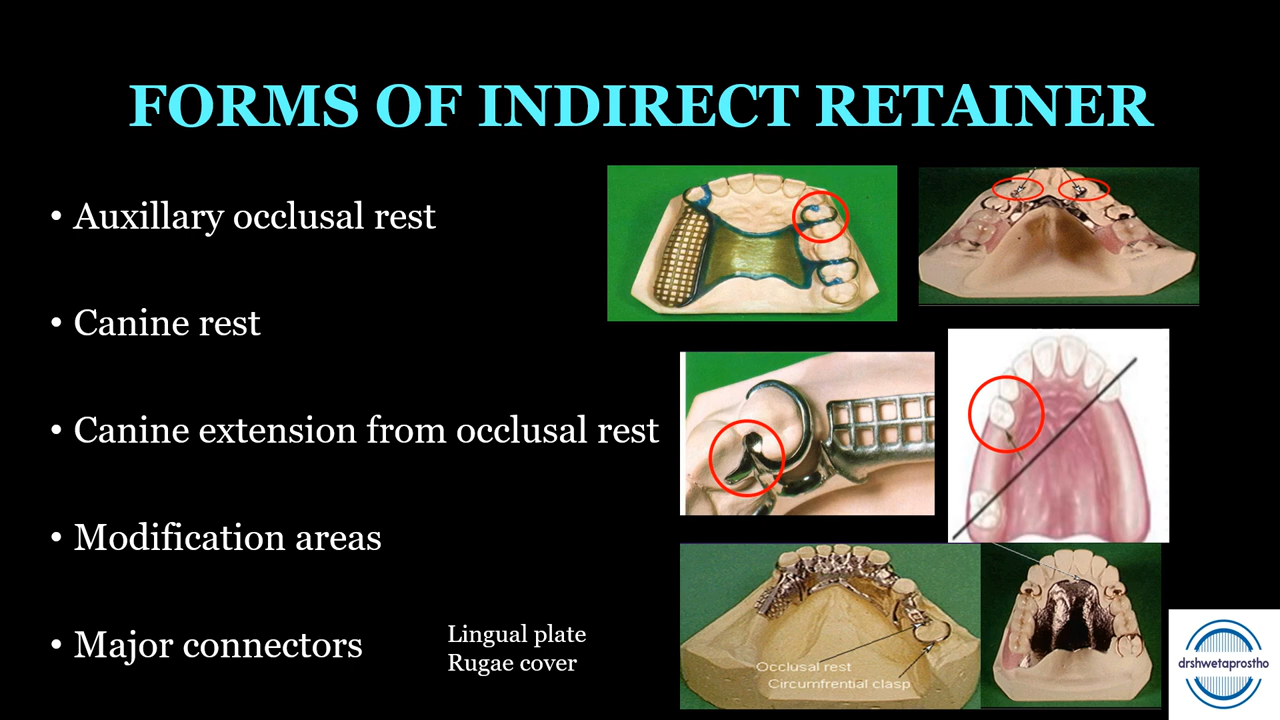 FORMS OF INDIRECT RETAINER
• Auxillary occlusal rest
• Canine rest
• Canine extension from occlusal rest
• Modification areas
• Major connectors
Lingual plate
Rugae cover
Occlusal rest
Circumfrential clasp
drshwetaprostho